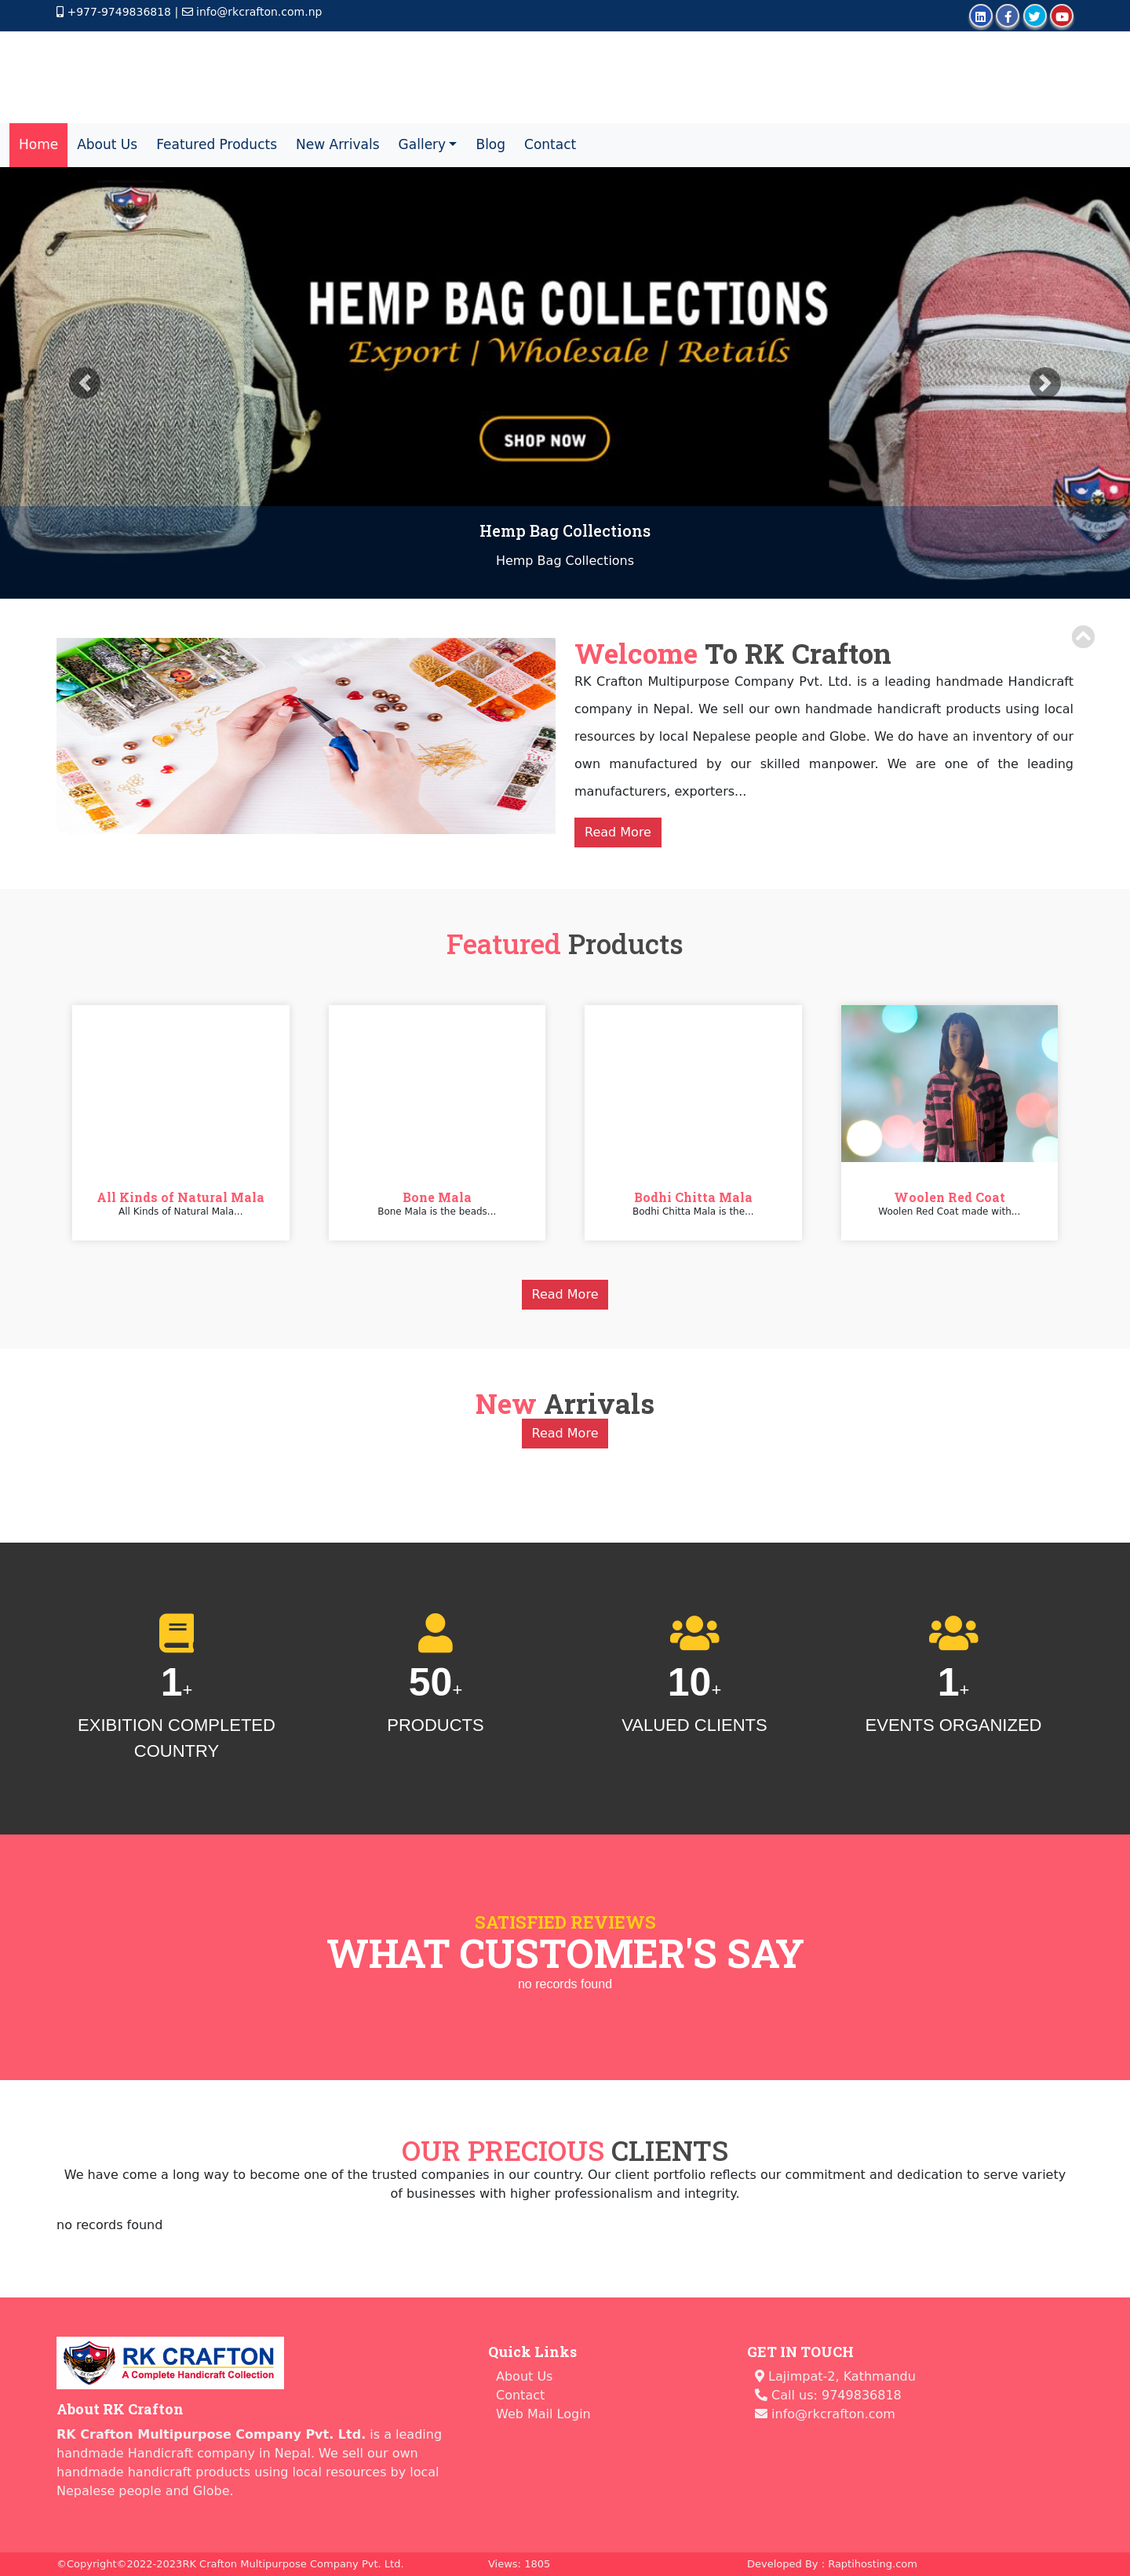 +977-9749836818 | info@rkcrafton.com.np
Home About Us Featured Products New Arrivals Gallery Blog Contact
HEMP BAG COLLECTIONS
Export | Wholesale | Retails
SHOP NOW
RK Crafton
Hemp Bag Collections
Hemp Bag Collections
Welcome To RK Crafton
RK Crafton Multipurpose Company Pvt. Ltd. is a leading handmade Handicraft
company in Nepal. We sell our own handmade handicraft products using local
resources by local Nepalese people and Globe. We do have an inventory of our
own manufactured by our skilled manpower. We are one of the leading
manufacturers, exporters...
Read More
Featured Products
All Kinds of Natural Mala
All Kinds of Natural Mala...
Bone Mala
Bone Mala is the beads...
Bodhi Chitta Mala
Bodhi Chitta Mala is the...
Woolen Red Coat
Woolen Red Coat made with...
Read More
New Arrivals
Read More
1+
EXIBITION COMPLETED
COUNTRY
50+
PRODUCTS
10+
VALUED CLIENTS
1+
EVENTS ORGANIZED
SATISFIED REVIEWS
WHAT CUSTOMER'S SAY
no records found
OUR PRECIOUS CLIENTS
We have come a long way to become one of the trusted companies in our country. Our client portfolio reflects our commitment and dedication to serve variety
of businesses with higher professionalism and integrity.
no records found
RK CRAFTON
A Complete Handicraft Collection
About RK Crafton
RK Crafton Multipurpose Company Pvt. Ltd. is a leading
handmade Handicraft company in Nepal. We sell our own
handmade handicraft products using local resources by local
Nepalese people and Globe.
Quick Links
About Us
Contact
Web Mail Login
GET IN TOUCH
Lajimpat-2, Kathmandu
Call us: 9749836818
info@rkcrafton.com
©Copyright©2022-2023RK Crafton Multipurpose Company Pvt. Ltd.
Views: 1805
Developed By : Raptihosting.com